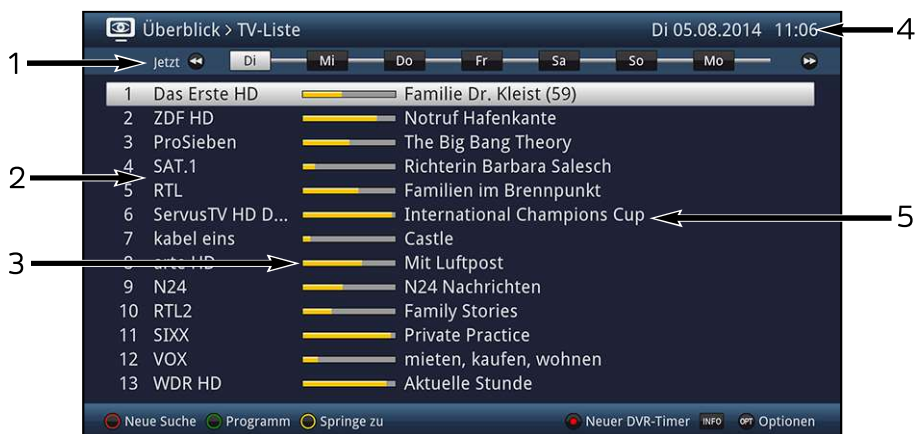 Überblick > TV-Liste Di 05.08.2014 11:06 4
1 Jetzt Di Mi Do Fr Sa So Mo
1 Das Erste HD Familie Dr. Kleist (59)
2 ZDF HD Notruf Hafenkante
3 ProSieben The Big Bang Theory
4 SAT.1 Richterin Barbara Salesch
2
5 RTL Familien im Brennpunkt
6 ServusTV HD D... International Champions Cup 5
7 kabel eins Castle
3 8 arte HD Mit Luftpost
9 N24 N24 Nachrichten
10 RTL2 Family Stories
11 SIXX Private Practice
12 VOX mieten, kaufen, wohnen
13 WDR HD Aktuelle Stunde
Neue Suche Programm Springe zu Neuer DVR-Timer INFO OPT Optionen